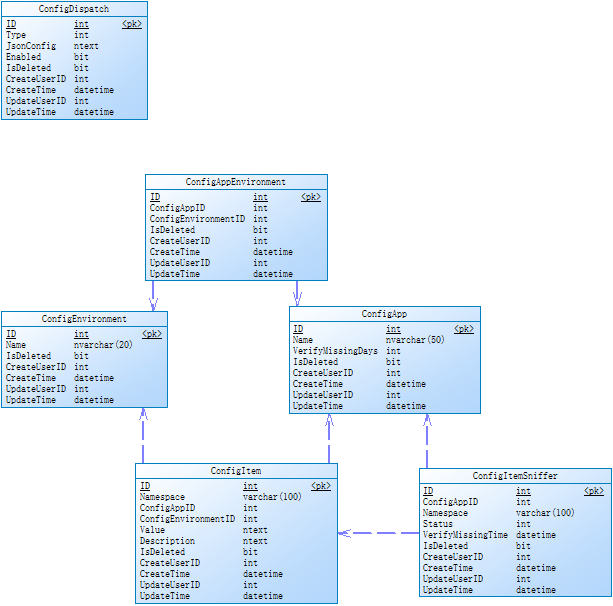 ConfigDispatch
ID int <pk>
Type int
JsonConfig ntext
Enabled bit
IsDeleted bit
CreateUserID int
CreateTime datetime
UpdateUserID int
UpdateTime datetime
ConfigAppEnvironment
ID int <pk>
ConfigAppID int
ConfigEnvironmentID int
IsDeleted bit
CreateUserID int
CreateTime datetime
UpdateUserID int
UpdateTime datetime
ConfigEnvironment
ID int <pk>
Name nvarchar(20)
IsDeleted bit
CreateUserID int
CreateTime datetime
UpdateUserID int
UpdateTime datetime
ConfigApp
ID int <pk>
Name nvarchar(50)
VerifyMissingDays int
IsDeleted bit
CreateUserID int
CreateTime datetime
UpdateUserID int
UpdateTime datetime
ConfigItem
ID int <pk>
Namespace varchar(100)
ConfigAppID int
ConfigEnvironmentID int
Value ntext
Description ntext
IsDeleted bit
CreateUserID int
CreateTime datetime
UpdateUserID int
UpdateTime datetime
ConfigItemSniffer
ID int <pk>
ConfigAppID int
Namespace varchar(100)
Status int
VerifyMissingTime datetime
IsDeleted bit
CreateUserID int
CreateTime datetime
UpdateUserID int
UpdateTime datetime